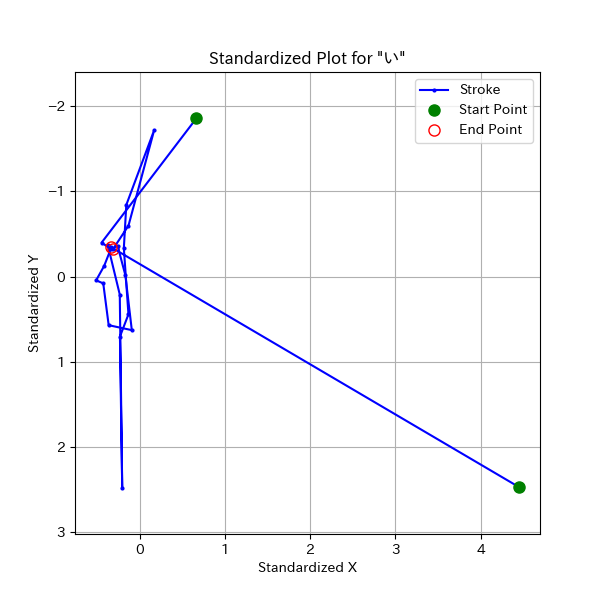 Standardized Plot for "い"
Stroke
Start Point
End Point
−2
−1
0
1
2
3
Standardized Y
0 1 2 3 4
Standardized X